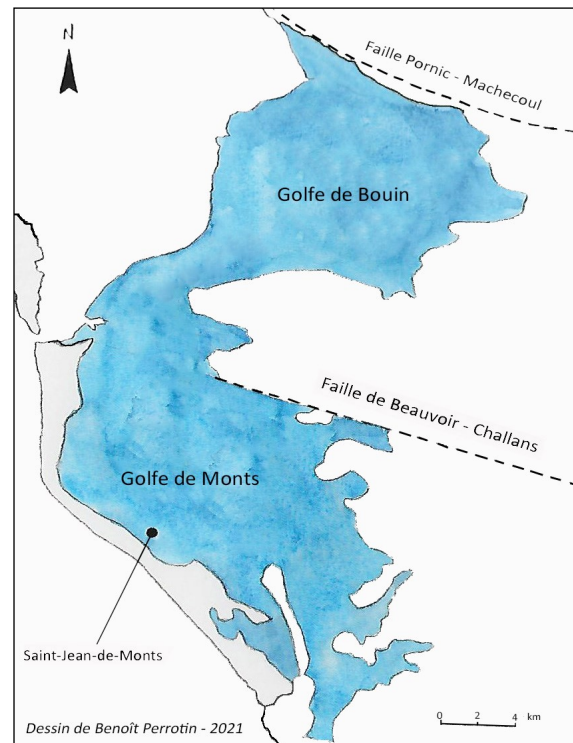 N
Faille Pornic - Machecoul
Golfe de Bouin
Faille de Beauvoir - Challans
Golfe de Monts
Saint-Jean-de-Monts
0 2 4 km
Dessin de Benoît Perrotin - 2021